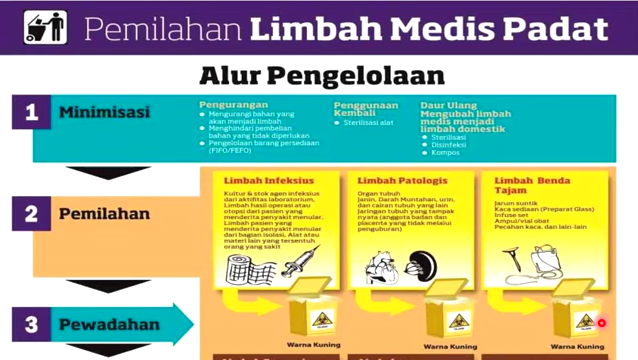 Pemilahan Limbah Medis Padat
Alur Pengelolaan
1 Minimisasi
Pengurangan
Mengurangi bahan yang
akan menjadi limbah
Menghindari pembelian
bahan yang tidak diperlukan
Pengelolaan barang persediaan
(FIFO/FEFO)
Penggunaan
Kembali
Sterilisasi alat
Daur Ulang
Mengubah limbah
medis menjadi
limbah domestik
Sterilisasi
Disinfeksi
Kompos
2 Pemilahan
Limbah Infeksius
Kultur & stok agen infeksius
dari aktifitas laboratorium,
Limbah hasil operasi atau
otopsi dari pasien yang
menderita penyakit menular,
Limbah pasien yang
menderita penyakit menular
dari bagian isolasi, Alat atau
materi lain yang tersentuh
orang yang sakit
Limbah Patologis
Organ tubuh
Janin, Darah Muntahan, urin,
dan cairan tubuh yang lain
Jaringan tubuh yang tampak
nyata (anggota badan dan
placenta yang tidak melalui
penguburan)
Limbah Benda
Tajam
Jarum suntik
Kaca sediaan (Preparat Glass)
Infuse set
Ampul/vial obat
Pecahan kaca, dan lain-lain
3 Pewadahan
Warna Kuning
Warna Kuning
Warna Kuning